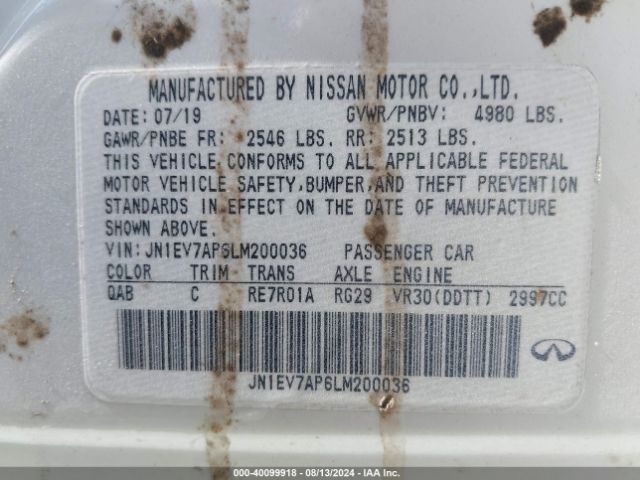 MANUFACTURED BY NISSAN MOTOR CO.,LTD.
DATE: 07/19 GVWR/PNBV: 4980 LBS.
GAWR/PNBE FR: 2546 LBS. RR: 2513 LBS.
THIS VEHICLE CONFORMS TO ALL APPLICABLE FEDERAL
MOTOR VEHICLE SAFETY,BUMPER,AND THEFT PREVENTION
STANDARDS IN EFFECT ON THE DATE OF MANUFACTURE
SHOWN ABOVE.
VIN:JN1EV7AP6LM200036 PASSENGER CAR
COLOR TRIM TRANS AXLE ENGINE
QAB C RE7R01A RG29 VR30(DDTT) 2997CC
JN1EV7AP6LM200036
000-40099918 - 08/13/2024 - IAA Inc.